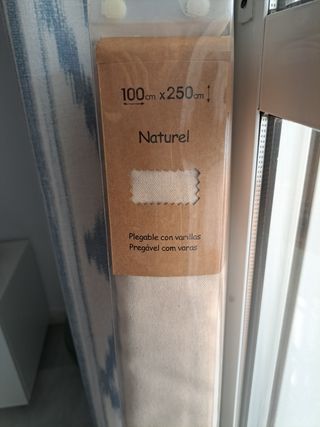 100cm x 250cm
Naturel
Plegable con varillas
Pregável com varas